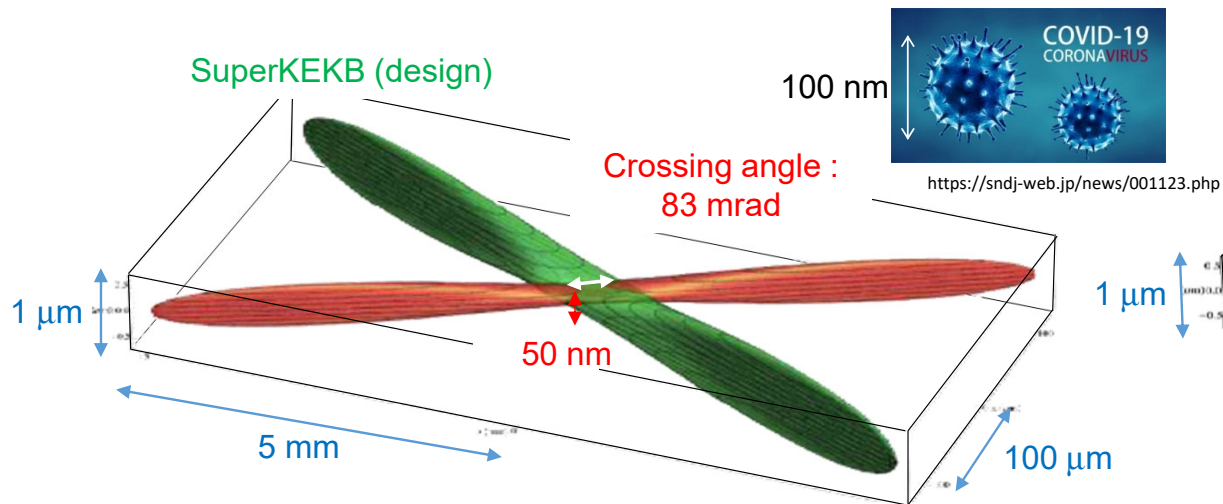 COVID-19
CORONAVIRUS
SuperKEKB (design)
100 nm
Crossing angle :
83 mrad
https://sndj-web.jp/news/001123.php
1 μm
1 μm
50 nm
5 mm
100 μm